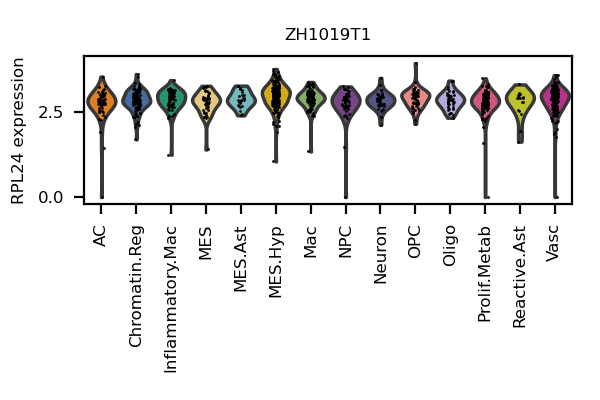 ZH1019T1
RPL24 expression
2.5
0.0
AC
Chromatin.Reg
Inflammatory.Mac
MES
MES.Ast
MES.Hyp
Mac
NPC
Neuron
OPC
Oligo
Prolif.Metab
Reactive.Ast
Vasc